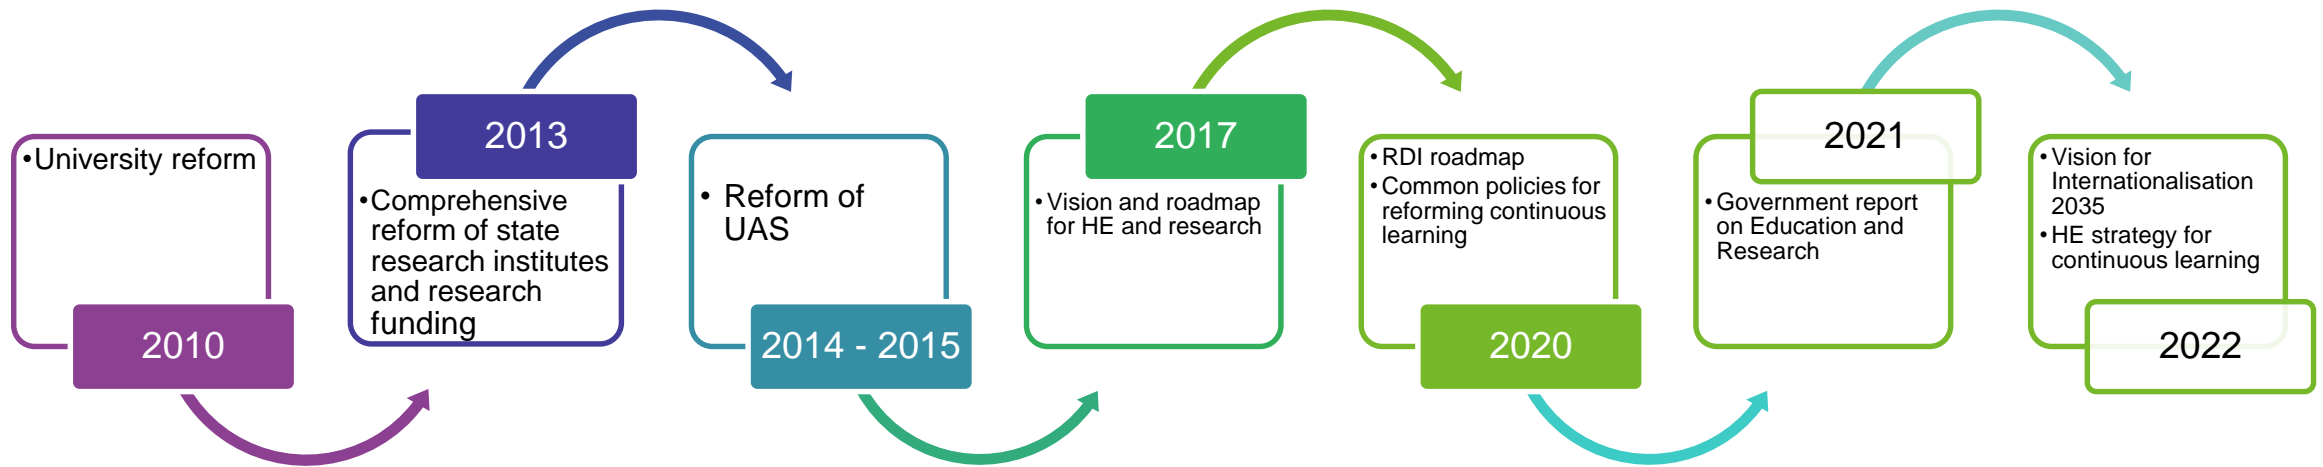 •University reform
2010
2013
•Comprehensive
reform of state
research institutes
and research
funding
• Reform of
UAS
2014 - 2015
2017
• Vision and roadmap
for HE and research
• RDI roadmap
• Common policies for
reforming continuous
learning
2020
2021
• Government report
on Education and
Research
• Vision for
Internationalisation
2035
• HE strategy for
continuous learning
2022